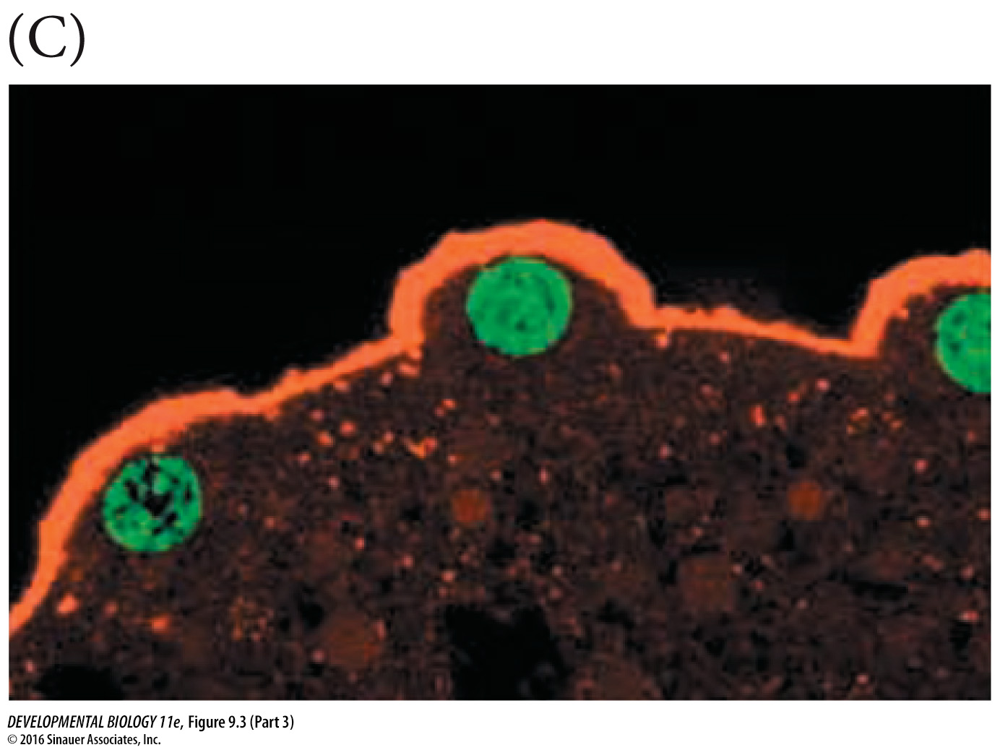 (C)
DEVELOPMENTAL BIOLOGY 11e, Figure 9.3 (Part 3)
© 2016 Sinauer Associates, Inc.